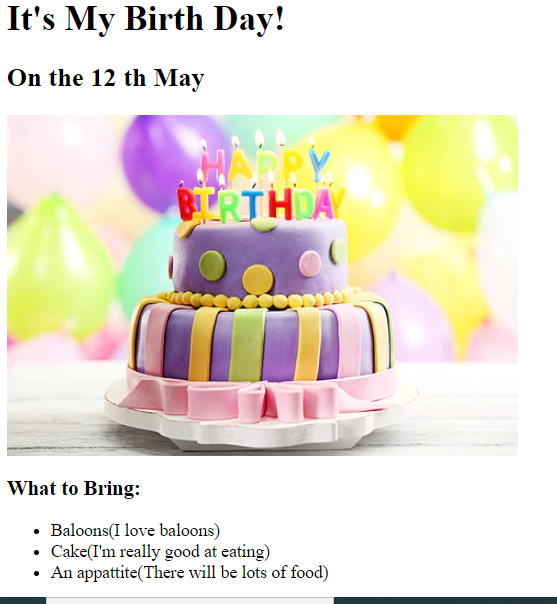 It's My Birth Day!
On the 12 th May
HAPPY
BIRTHDAY
What to Bring:
Baloons(I love baloons)
Cake(I'm really good at eating)
An appattite(There will be lots of food)